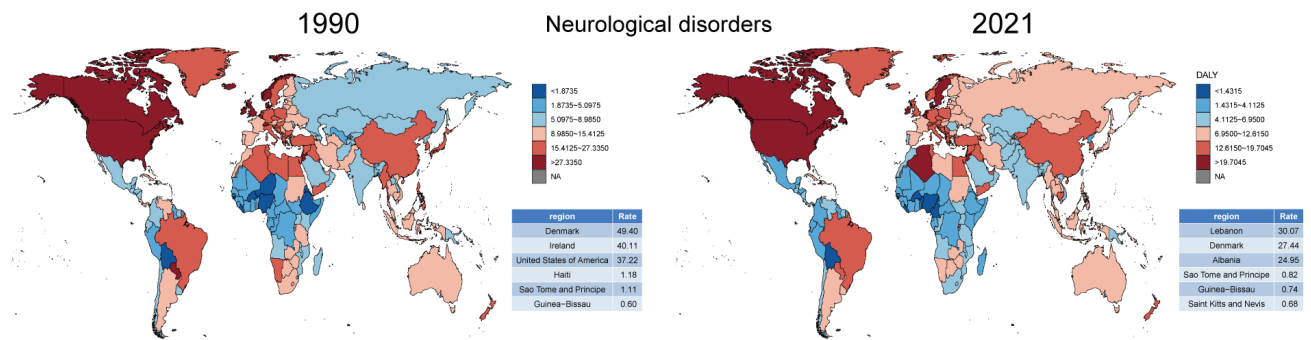 1990
Neurological disorders
2021
<1.8735
1.8735~5.0975
5.0975~8.9850
8.9850~15.4125
15.4125~27.3350
>27.3350
NA
region Rate
Denmark 49.40
Ireland 40.11
United States of America 37.22
Haiti 1.18
Sao Tome and Principe 1.11
Guinea−Bissau 0.60
DALY
<1.4315
1.4315~4.1125
4.1125~6.9500
6.9500~12.6150
12.6150~19.7045
>19.7045
NA
region Rate
Lebanon 30.07
Denmark 27.44
Albania 24.95
Sao Tome and Principe 0.82
Guinea−Bissau 0.74
Saint Kitts and Nevis 0.68